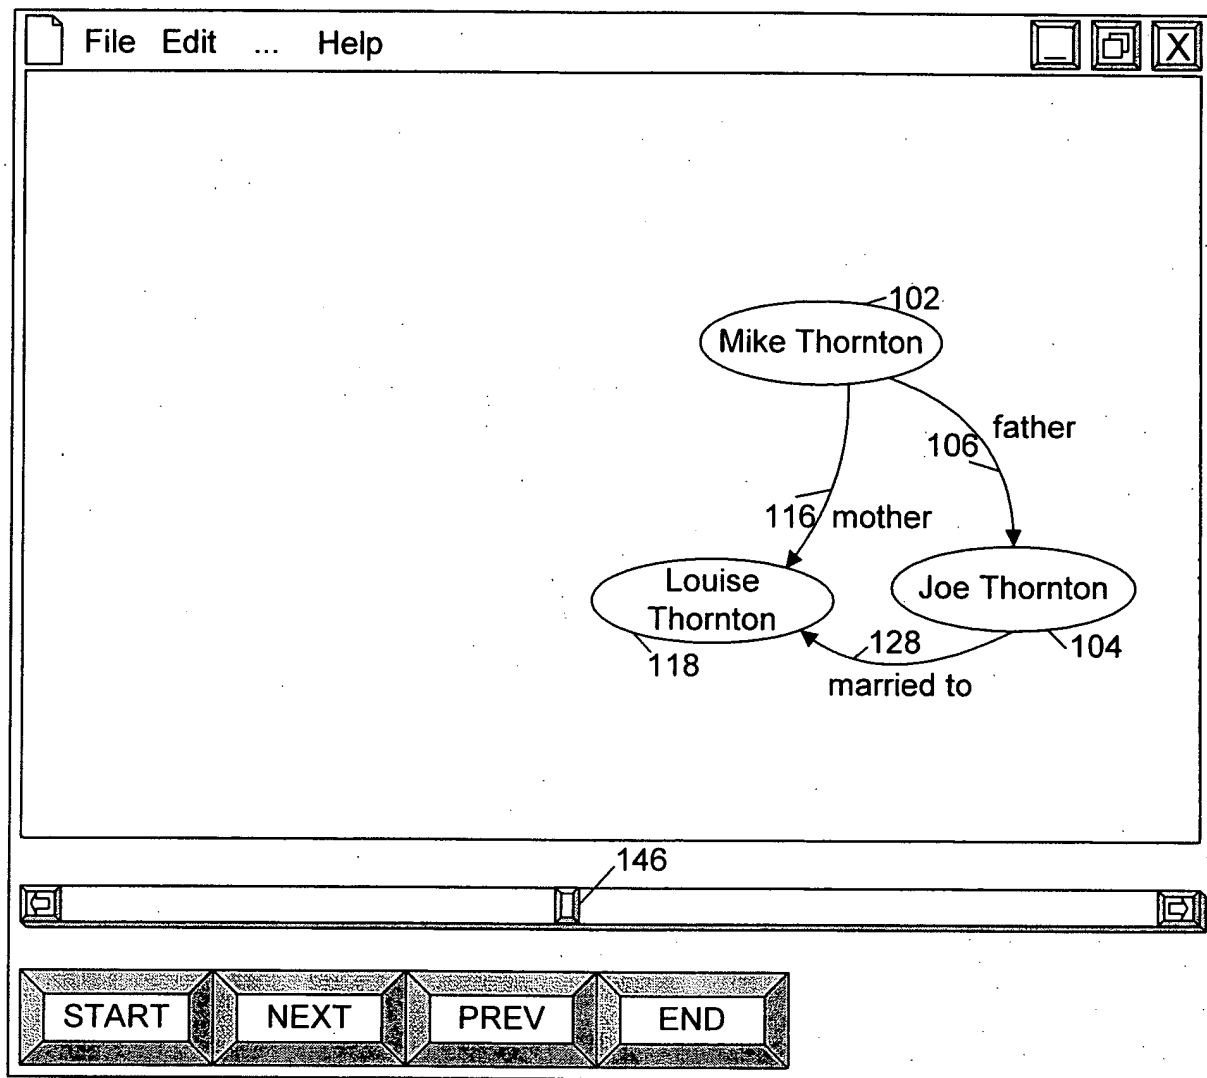 File Edit ... Help
102
Mike Thornton
father
106
116 mother
Louise
Thornton
Joe Thornton
128
104
118
married to
146
START NEXT PREV END